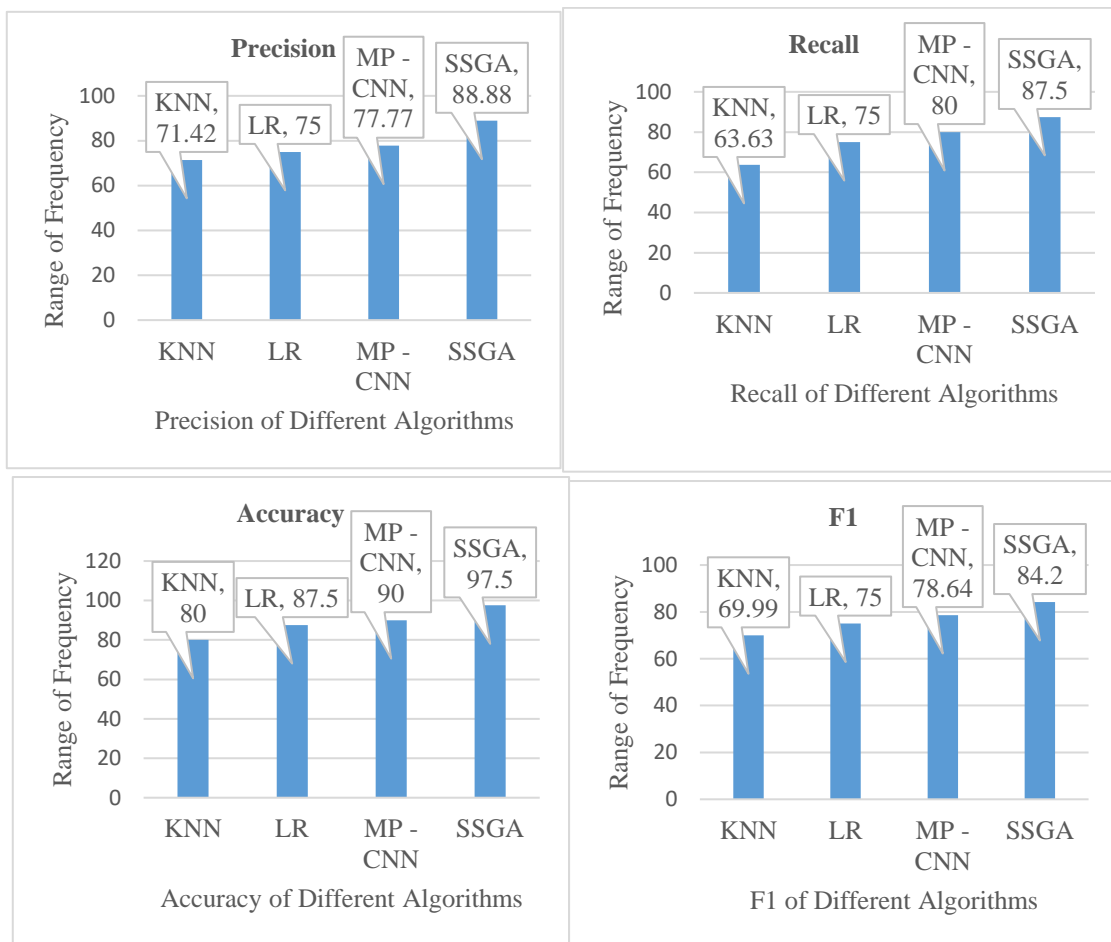 Precision
KNN,
71.42
LR, 75
MP -
CNN,
77.77
SSGA,
88.88
100
80
60
40
20
0
Range of Frequency
KNN
LR
MP -
CNN
SSGA
Precision of Different Algorithms
Recall
KNN,
63.63
LR, 75
MP -
CNN,
80
SSGA,
87.5
100
80
60
40
20
0
Range of Frequency
KNN
LR
MP -
CNN
SSGA
Recall of Different Algorithms
Accuracy
KNN,
80
LR, 87.5
MP -
CNN,
90
SSGA,
97.5
120
100
80
60
40
20
0
Range of Frequency
KNN
LR
MP -
CNN
SSGA
Accuracy of Different Algorithms
F1
KNN,
69.99
LR, 75
MP -
CNN,
78.64
SSGA,
84.2
100
80
60
40
20
0
Range of Frequency
KNN
LR
MP -
CNN
SSGA
F1 of Different Algorithms